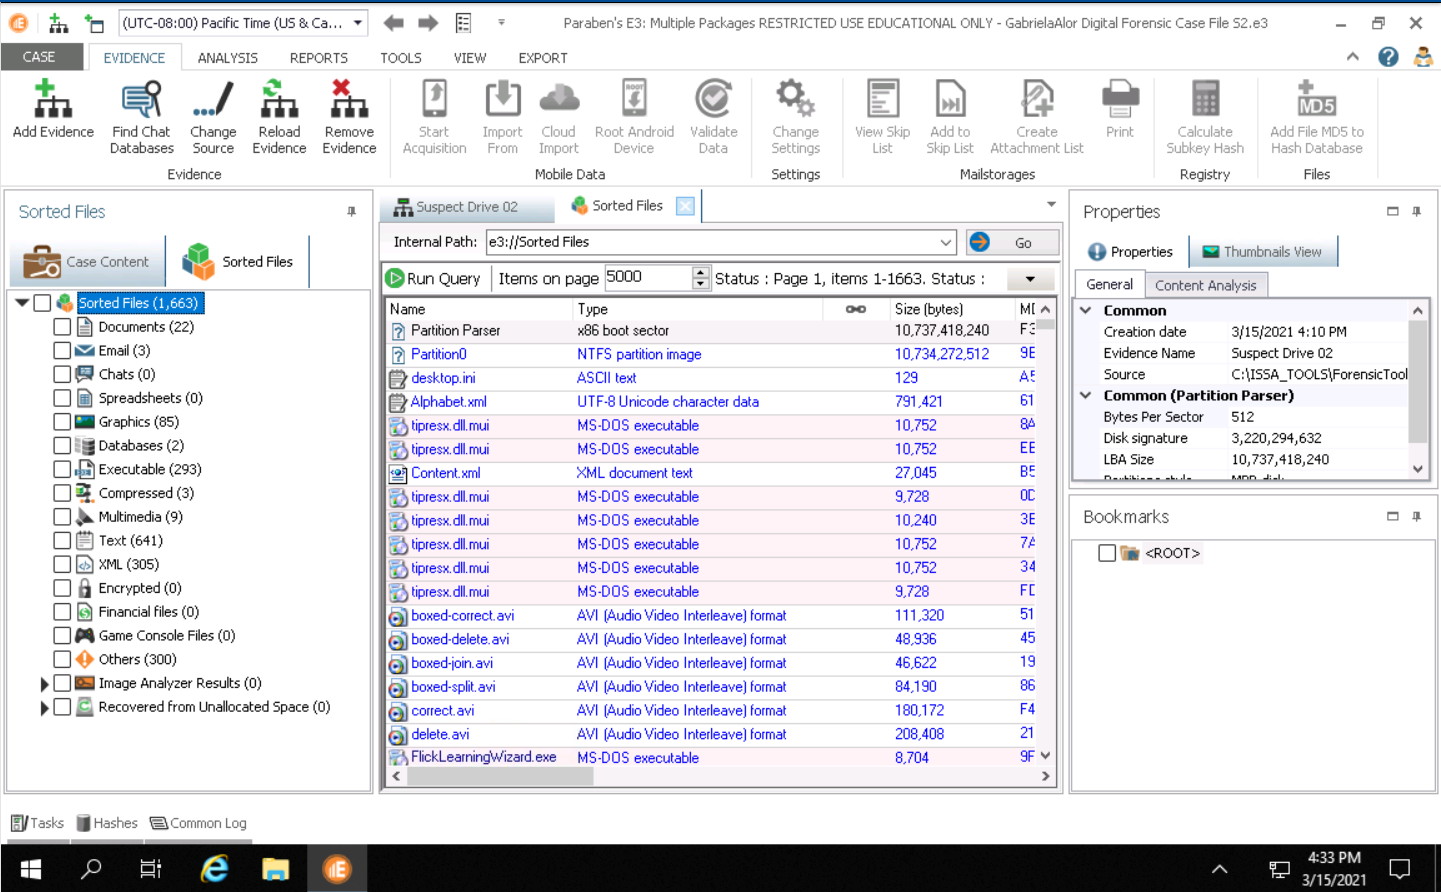 (UTC-08:00) Pacific Time (US & Ca...
Paraben's E3: Multiple Packages RESTRICTED USE EDUCATIONAL ONLY - GabrielaAlor Digital Forensic Case File S2.e3
CASE EVIDENCE ANALYSIS REPORTS TOOLS VIEW EXPORT
Add Evidence
Find Chat Databases
Change Source
Reload Evidence
Remove Evidence
Start Acquisition
Import From
Cloud Import
Root Android Device
Validate Data
Change Settings
View Skip List
Add to Skip List
Create Attachment List
Print
Calculate Subkey Hash
Add File MD5 to Hash Database
Evidence Mobile Data Settings Mailstorages Registry Files
Sorted Files
Case Content Sorted Files
Sorted Files (1,663)
Documents (22)
Email (3)
Chats (0)
Spreadsheets (0)
Graphics (85)
Databases (2)
Executable (293)
Compressed (3)
Multimedia (9)
Text (641)
XML (305)
Encrypted (0)
Financial files (0)
Game Console Files (0)
Others (300)
Image Analyzer Results (0)
Recovered from Unallocated Space (0)
Suspect Drive 02 Sorted Files
Internal Path: e3://Sorted Files Go
Run Query Items on page 5000 Status : Page 1, items 1-1663. Status :
Name Type Size (bytes) MD
Partition Parser x86 boot sector 10,737,418,240 F3
Partition0 NTFS partition image 10,734,272,512 9E
desktop.ini ASCII text 129 A5
Alphabet.xml UTF-8 Unicode character data 791,421 61
tipresx.dll.mui MS-DOS executable 10,752 8A
tipresx.dll.mui MS-DOS executable 10,752 EE
Content.xml XML document text 27,045 B5
tipresx.dll.mui MS-DOS executable 9,728 0D
tipresx.dll.mui MS-DOS executable 10,240 3E
tipresx.dll.mui MS-DOS executable 10,752 7A
tipresx.dll.mui MS-DOS executable 10,752 34
tipresx.dll.mui MS-DOS executable 9,728 FD
boxed-correct.avi AVI (Audio Video Interleave) format 111,320 51
boxed-delete.avi AVI (Audio Video Interleave) format 48,936 45
boxed-join.avi AVI (Audio Video Interleave) format 46,622 19
boxed-split.avi AVI (Audio Video Interleave) format 84,190 86
correct.avi AVI (Audio Video Interleave) format 180,172 F4
delete.avi AVI (Audio Video Interleave) format 208,408 21
FlickLearningWizard.exe MS-DOS executable 8,704 9F
Properties
Properties Thumbnails View
General Content Analysis
Common
Creation date 3/15/2021 4:10 PM
Evidence Name Suspect Drive 02
Source C:\ISSA_TOOLS\ForensicTool
Common (Partition Parser)
Bytes Per Sector 512
Disk signature 3,220,294,632
LBA Size 10,737,418,240
Bookmarks
<ROOT>
Tasks Hashes Common Log
4:33 PM
3/15/2021